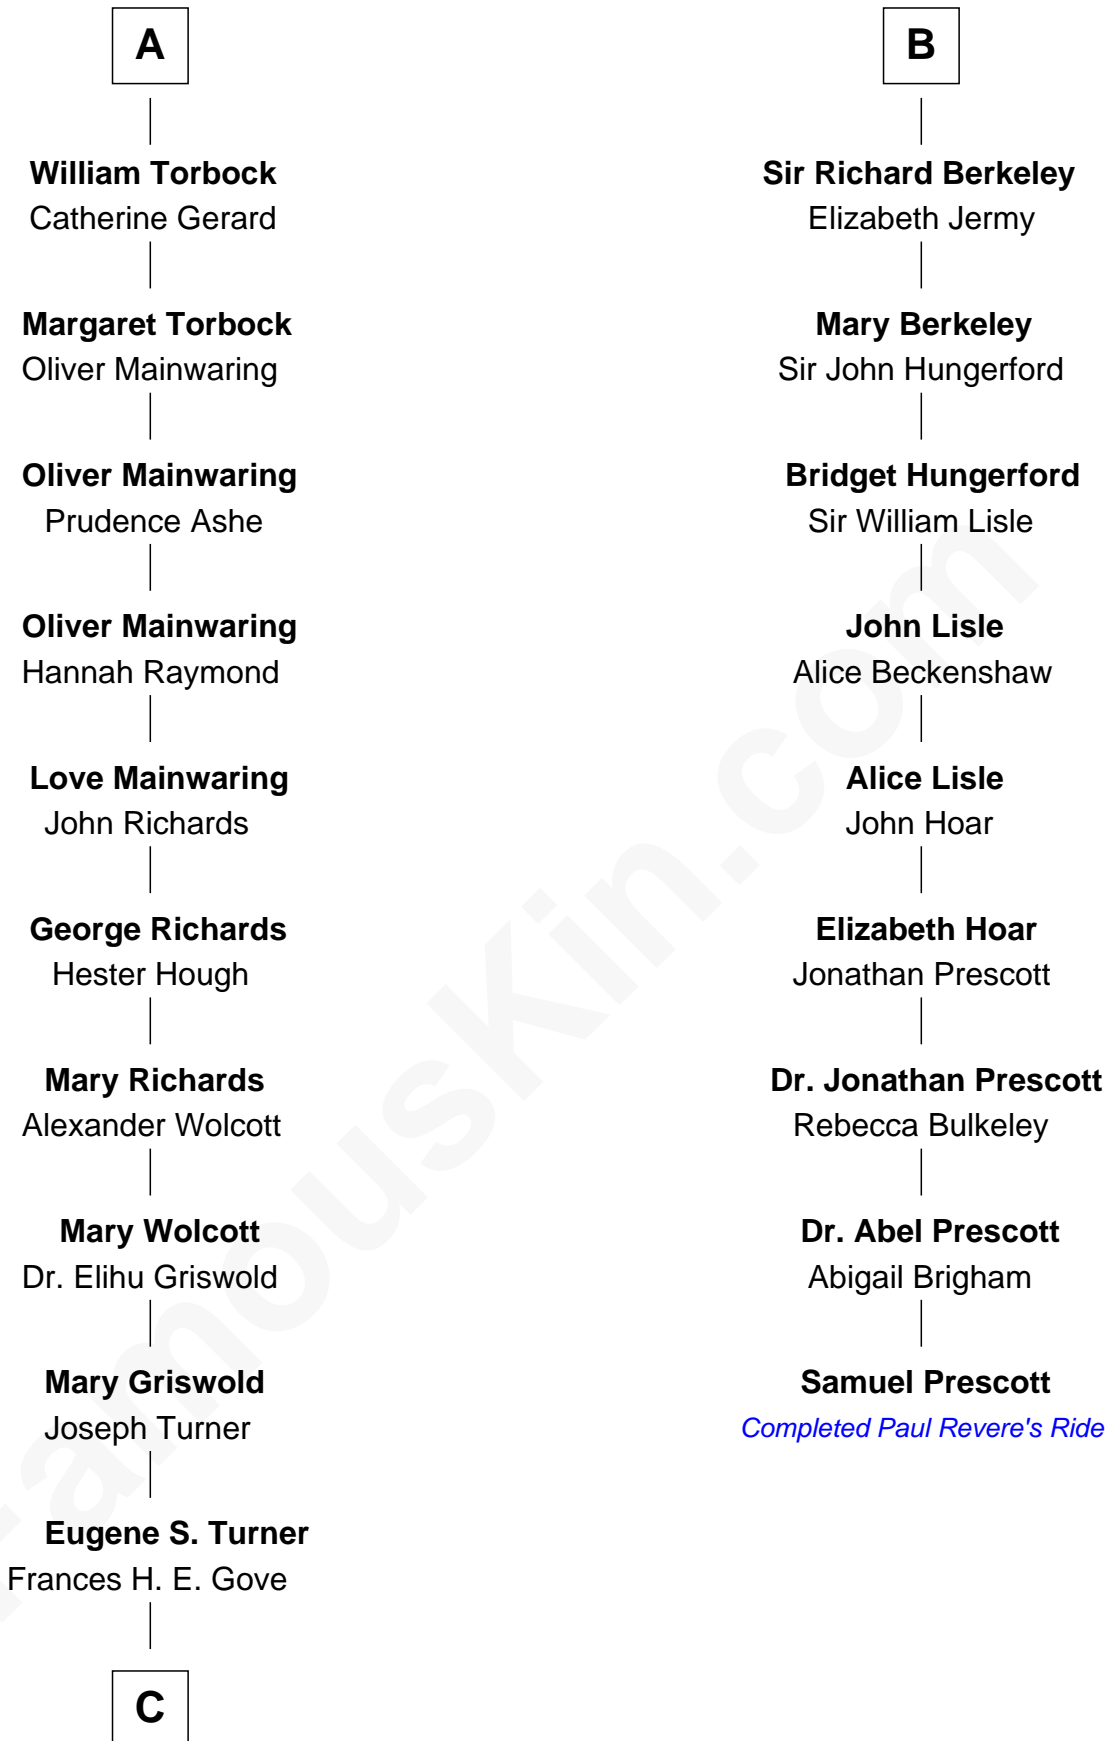 A
William Torbock
Catherine Gerard
Margaret Torbock
Oliver Mainwaring
Oliver Mainwaring
Prudence Ashe
Oliver Mainwaring
Hannah Raymond
Love Mainwaring
John Richards
George Richards
Hester Hough
Mary Richards
Alexander Wolcott
Mary Wolcott
Dr. Elihu Griswold
Mary Griswold
Joseph Turner
Eugene S. Turner
Frances H. E. Gove
C
B
Sir Richard Berkeley
Elizabeth Jermy
Mary Berkeley
Sir John Hungerford
Bridget Hungerford
Sir William Lisle
John Lisle
Alice Beckenshaw
Alice Lisle
John Hoar
Elizabeth Hoar
Jonathan Prescott
Dr. Jonathan Prescott
Rebecca Bulkeley
Dr. Abel Prescott
Abigail Brigham
Samuel Prescott
Completed Paul Revere's Ride
FamousKin.com